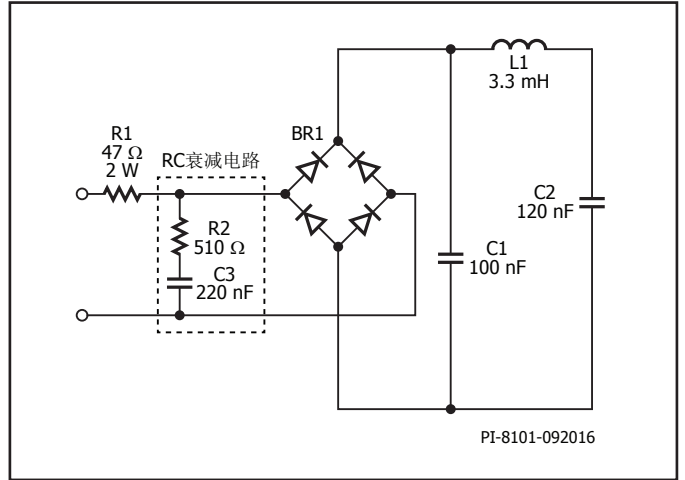 L1
3.3 mH
R1
47 Ω
2 W
RC衰减电路
BR1
R2
510 Ω
C3
220 nF
C1
100 nF
C2
120 nF
PI-8101-092016